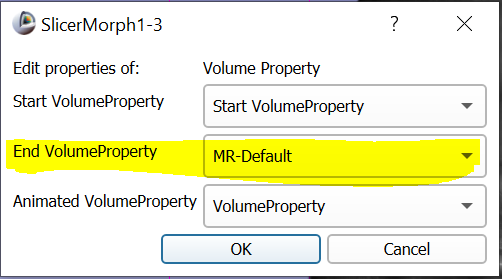 SlicerMorph1-3 ?
Edit properties of: Volume Property
Start VolumeProperty Start VolumeProperty
End VolumeProperty MR-Default
Animated VolumeProperty VolumeProperty
OK Cancel